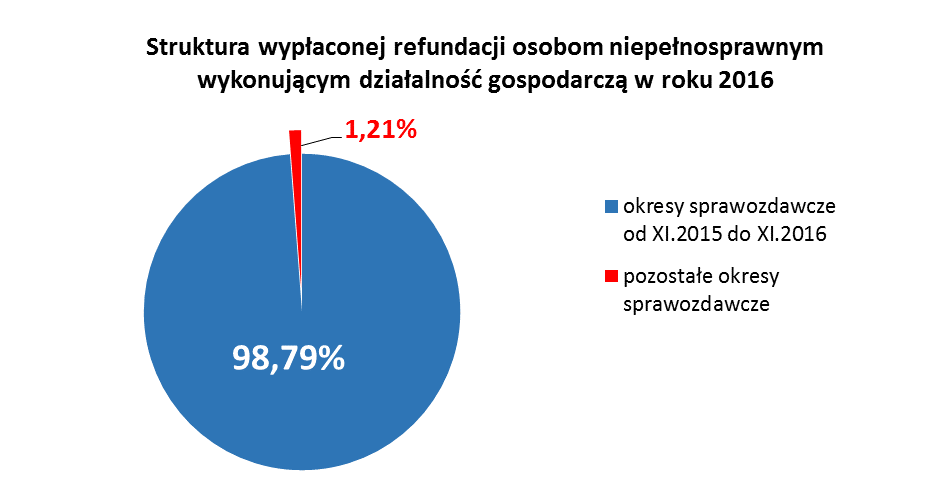 Struktura wypłaconej refundacji osobom niepełnosprawnym
wykonującym działalność gospodarczą w roku 2016
1,21%
98,79%
okresy sprawozdawcze
od XI.2015 do XI.2016
pozostałe okresy
sprawozdawcze